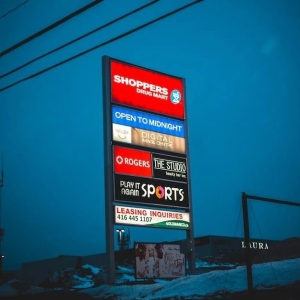 SHOPPERS
DRUG MART
OPEN TO MIDNIGHT
DIGITAL
ROGERS
THE STUDIO
PLAY IT
AGAIN SPORTS
LEASING INQUIRIES
416 445 1107
LAURA